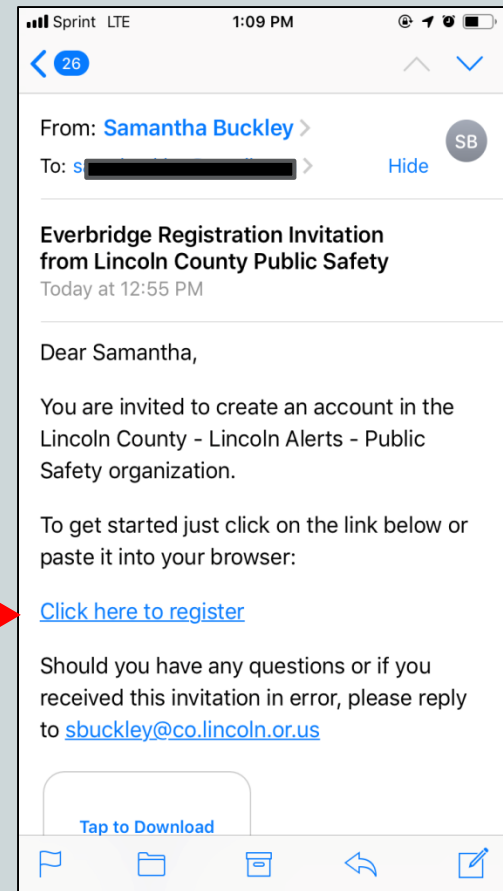 Sprint LTE 1:09 PM
26
From: Samantha Buckley
SB
To: s
Hide
Everbridge Registration Invitation
from Lincoln County Public Safety
Today at 12:55 PM
Dear Samantha,
You are invited to create an account in the
Lincoln County - Lincoln Alerts - Public
Safety organization.
To get started just click on the link below or
paste it into your browser:
Click here to register
Should you have any questions or if you
received this invitation in error, please reply
to sbuckley@co.lincoln.or.us
Tap to Download